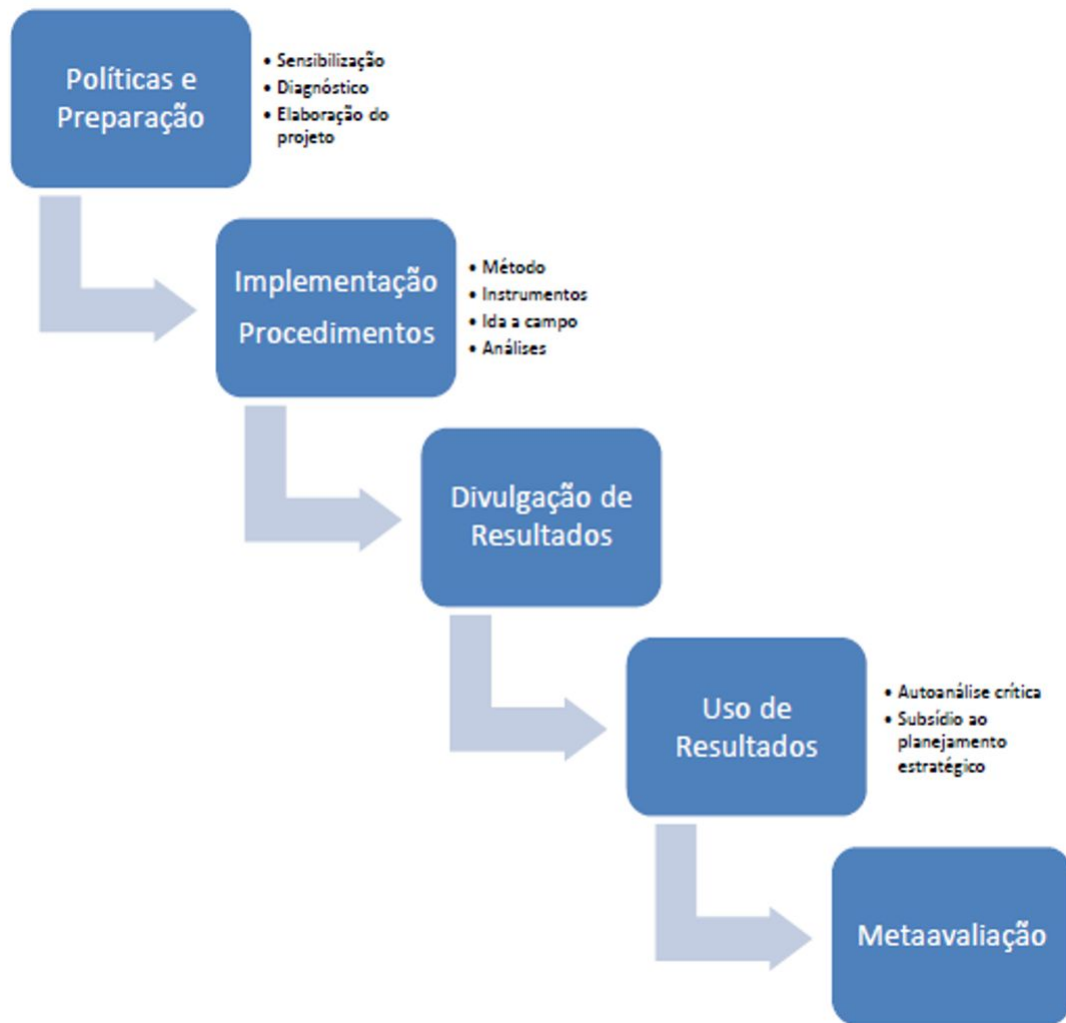 Políticas e
Preparação
• Sensibilização
• Diagnóstico
• Elaboração do
projeto
Implementação
Procedimentos
• Método
• Instrumentos
• Ida a campo
• Análises
Divulgação de
Resultados
Uso de
Resultados
• Autoanálise crítica
• Subsídio ao
planejamento
estratégico
Metaavaliação